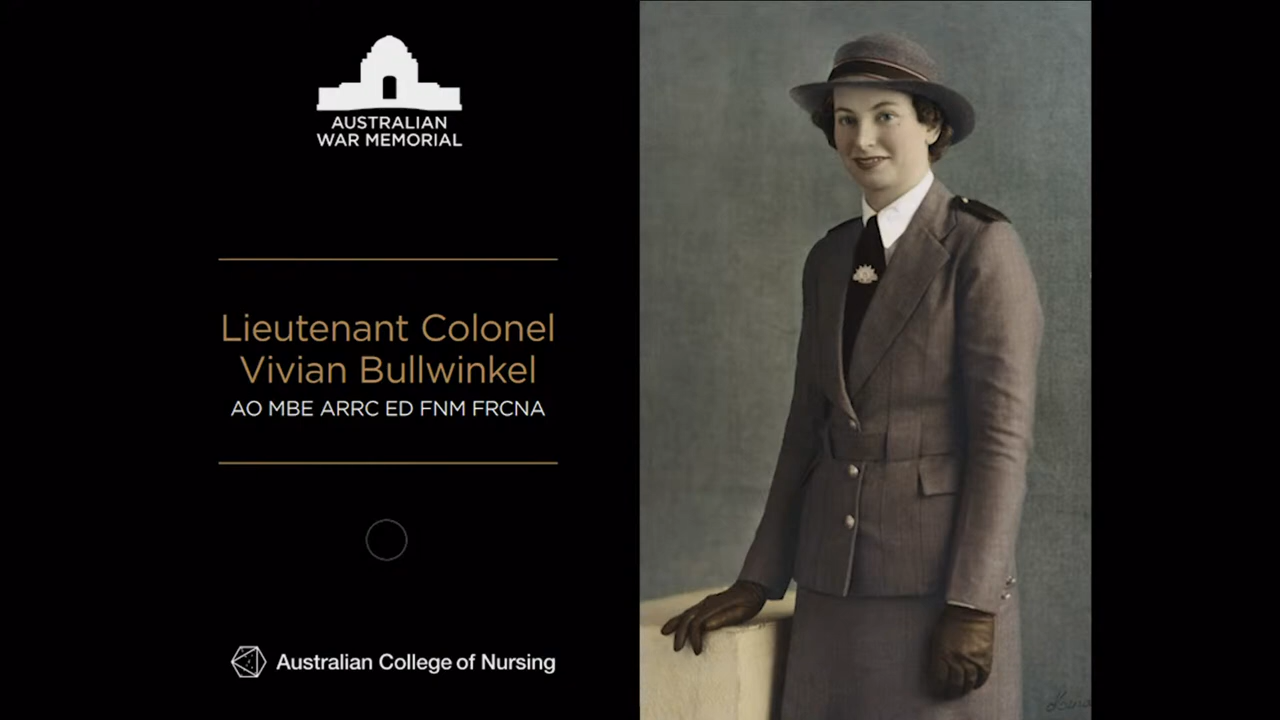 AUSTRALIAN
WAR MEMORIAL
Lieutenant Colonel
Vivian Bullwinkel
AO MBE ARRC ED FNM FRCNA
Australian College of Nursing